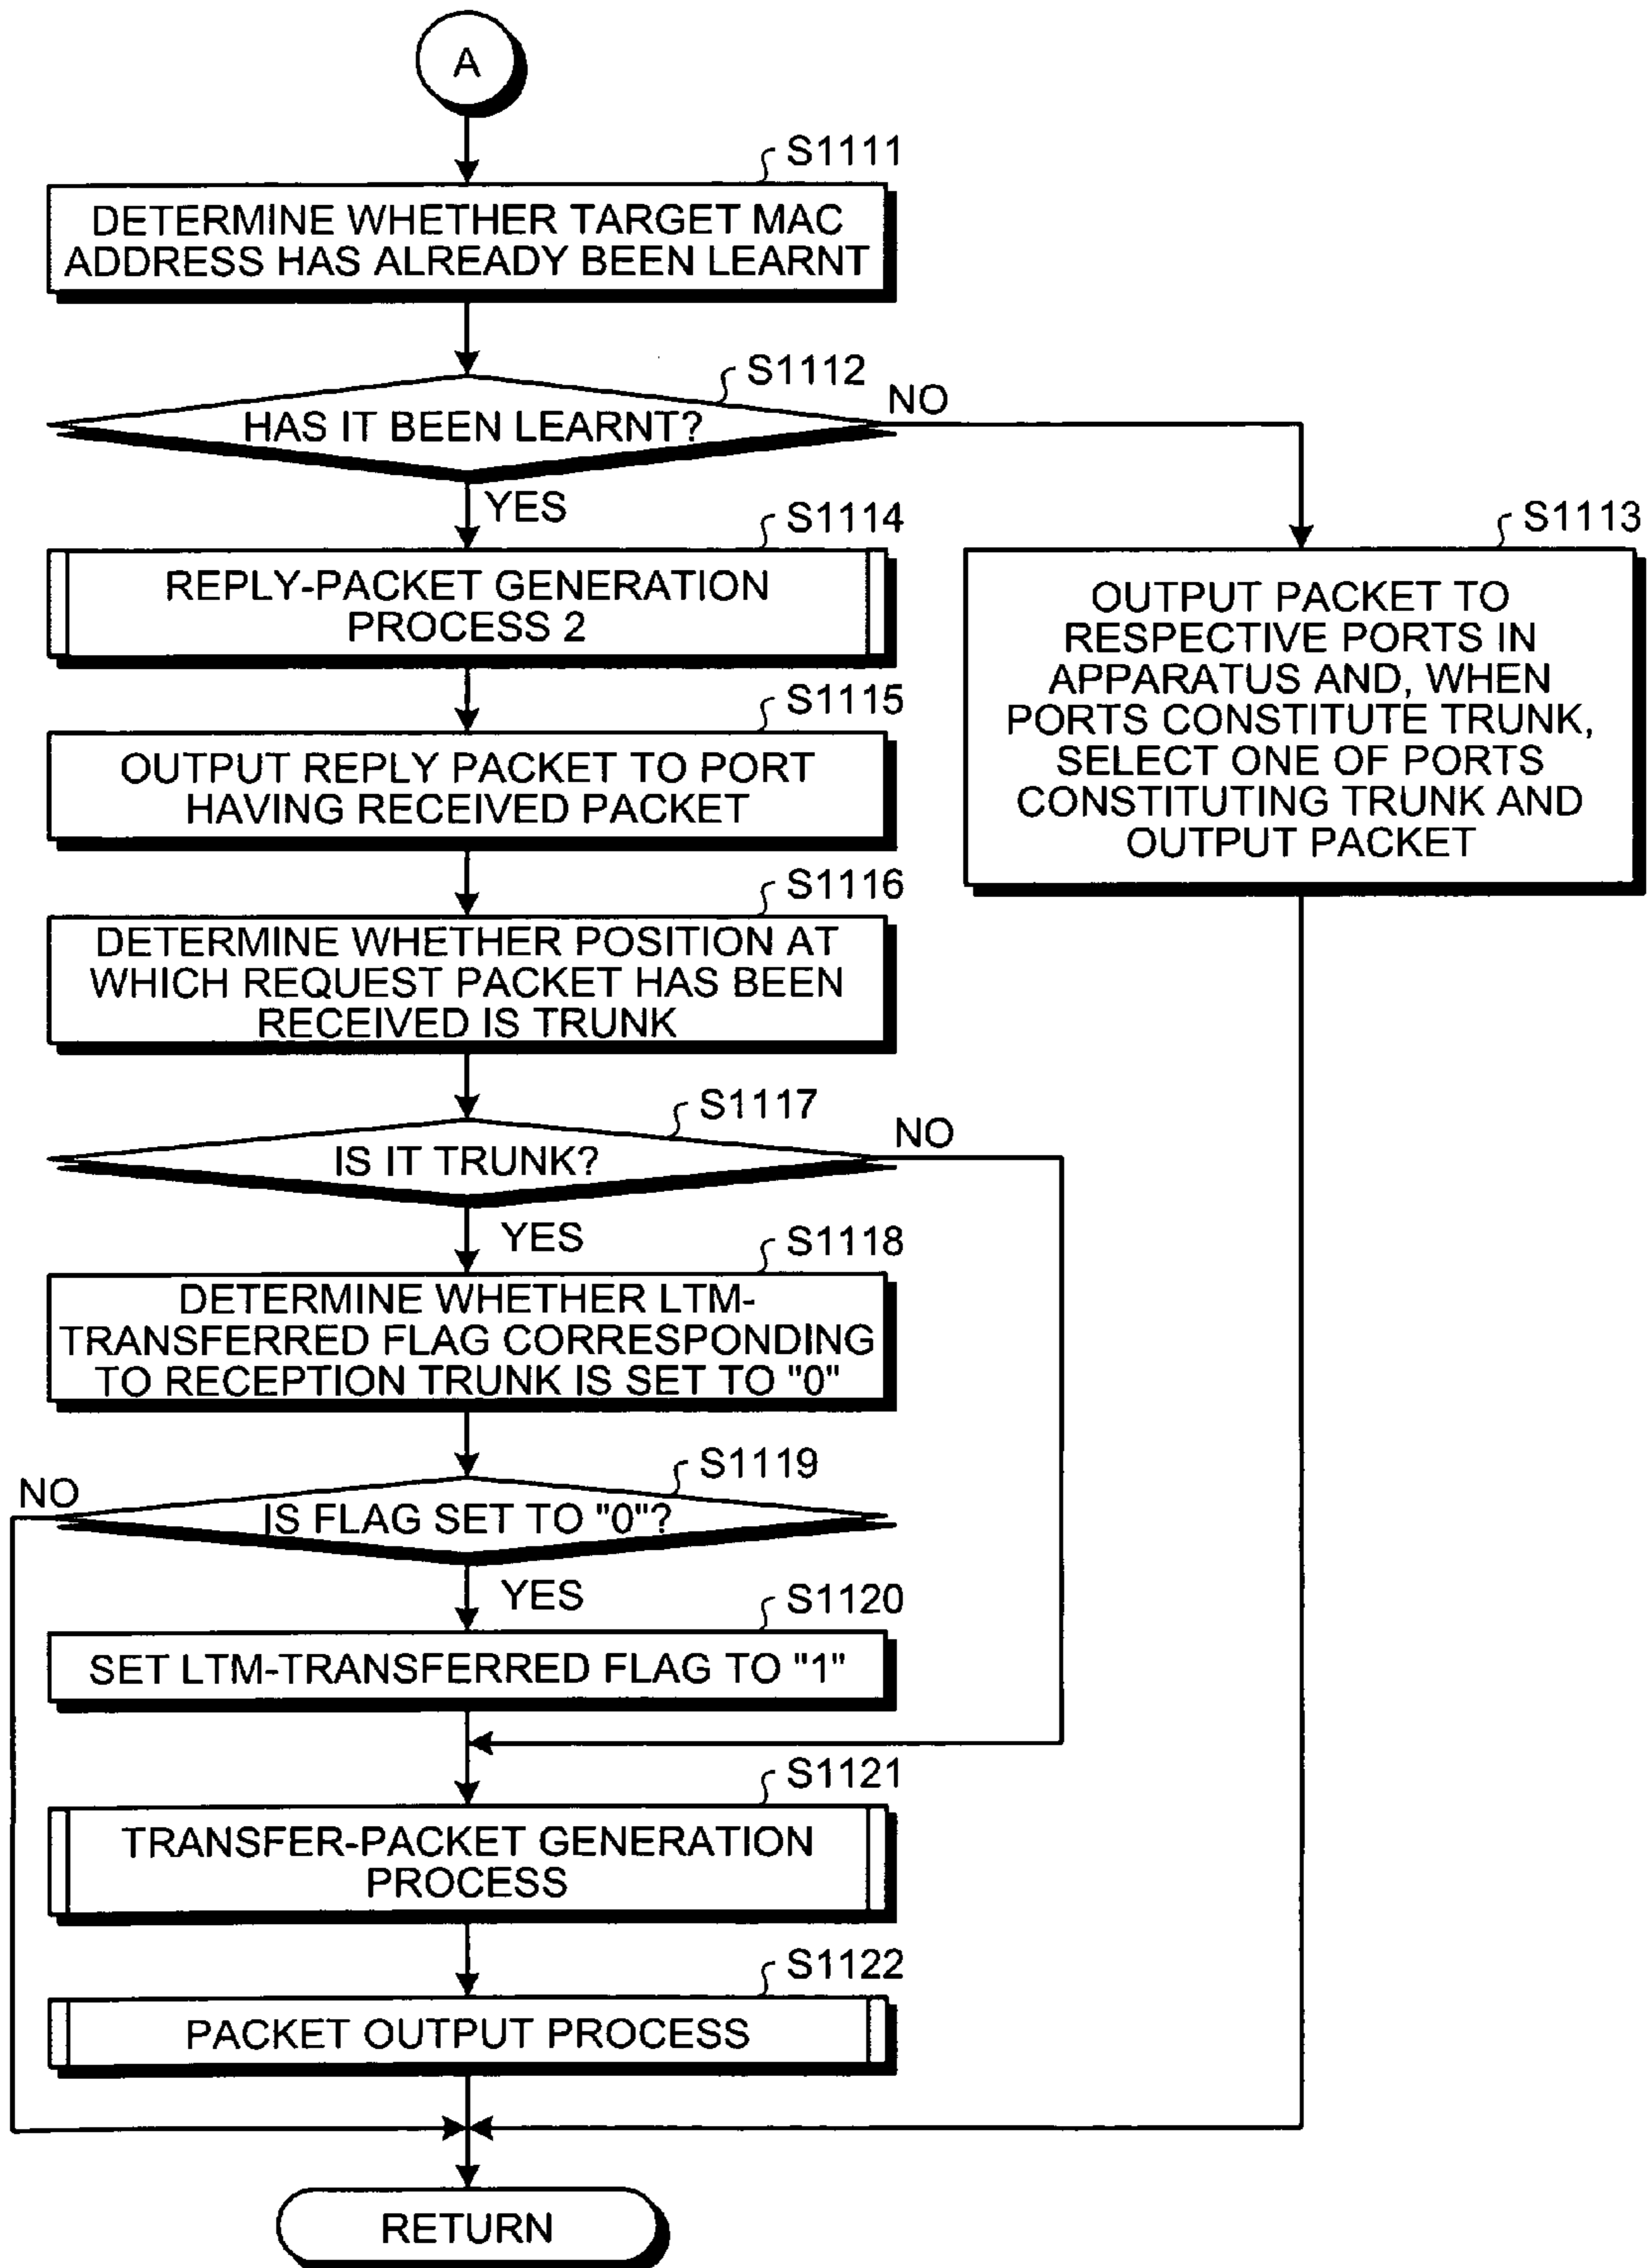 A
S1111
DETERMINE WHETHER TARGET MAC
ADDRESS HAS ALREADY BEEN LEARNT
S1112
HAS IT BEEN LEARNT?
NO
YES
S1114
REPLY-PACKET GENERATION
PROCESS 2
S1113
OUTPUT PACKET TO
RESPECTIVE PORTS IN
APPARATUS AND, WHEN
PORTS CONSTITUTE TRUNK,
SELECT ONE OF PORTS
CONSTITUTING TRUNK AND
OUTPUT PACKET
S1115
OUTPUT REPLY PACKET TO PORT
HAVING RECEIVED PACKET
S1116
DETERMINE WHETHER POSITION AT
WHICH REQUEST PACKET HAS BEEN
RECEIVED IS TRUNK
S1117
IS IT TRUNK?
NO
YES
S1118
DETERMINE WHETHER LTM-
TRANSFERRED FLAG CORRESPONDING
TO RECEPTION TRUNK IS SET TO "0"
S1119
NO
IS FLAG SET TO "0"?
YES
S1120
SET LTM-TRANSFERRED FLAG TO "1"
S1121
TRANSFER-PACKET GENERATION
PROCESS
S1122
PACKET OUTPUT PROCESS
RETURN